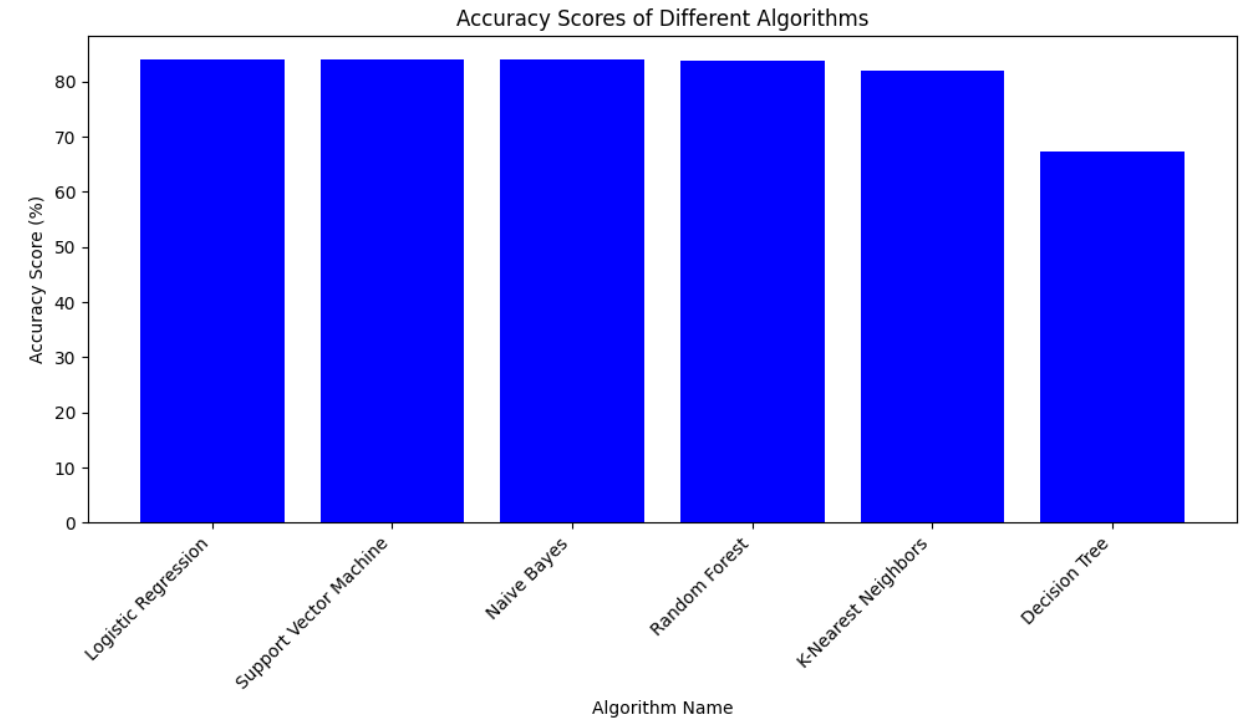 Accuracy Scores of Different Algorithms
Accuracy Score (%)
80
70
60
50
40
30
20
10
0
Logistic Regression
Support Vector Machine
Naive Bayes
Random Forest
K-Nearest Neighbors
Decision Tree
Algorithm Name